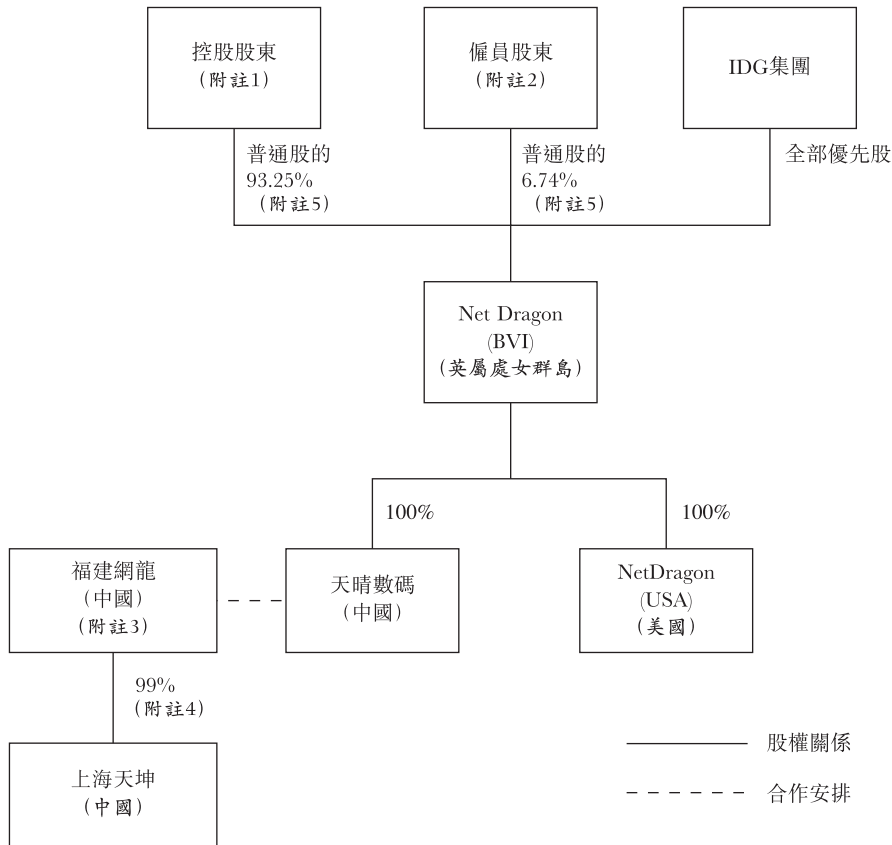 控股股東
(附註1)
僱員股東
(附註2)
IDG集團
普通股的
93.25%
(附註5)
普通股的
6.74%
(附註5)
全部優先股
Net Dragon
(BVI)
(英屬處女群島)
100%
100%
福建網龍
(中國)
(附註3)
天晴數碼
(中國)
NetDragon
(USA)
(美國)
99%
(附註4)
上海天坤
(中國)
股權關係
合作安排